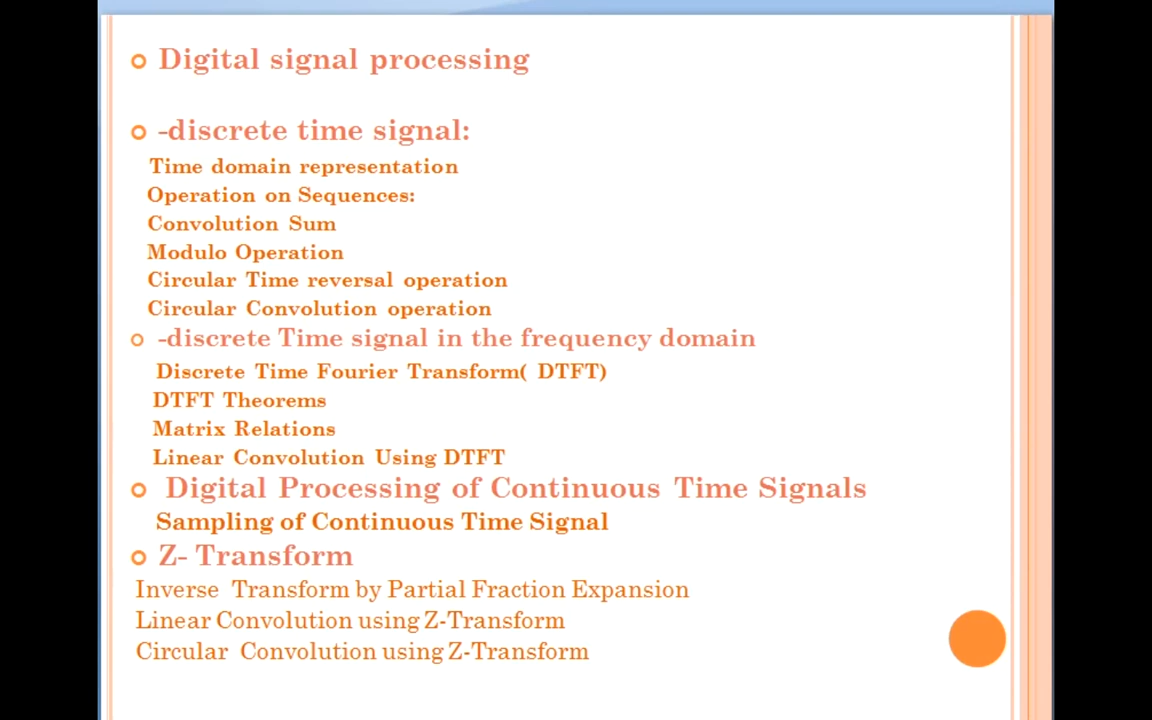 Digital signal processing
-discrete time signal:
Time domain representation
Operation on Sequences:
Convolution Sum
Modulo Operation
Circular Time reversal operation
Circular Convolution operation
-discrete Time signal in the frequency domain
Discrete Time Fourier Transform( DTFT)
DTFT Theorems
Matrix Relations
Linear Convolution Using DTFT
Digital Processing of Continuous Time Signals
Sampling of Continuous Time Signal
Z- Transform
Inverse Transform by Partial Fraction Expansion
Linear Convolution using Z-Transform
Circular Convolution using Z-Transform